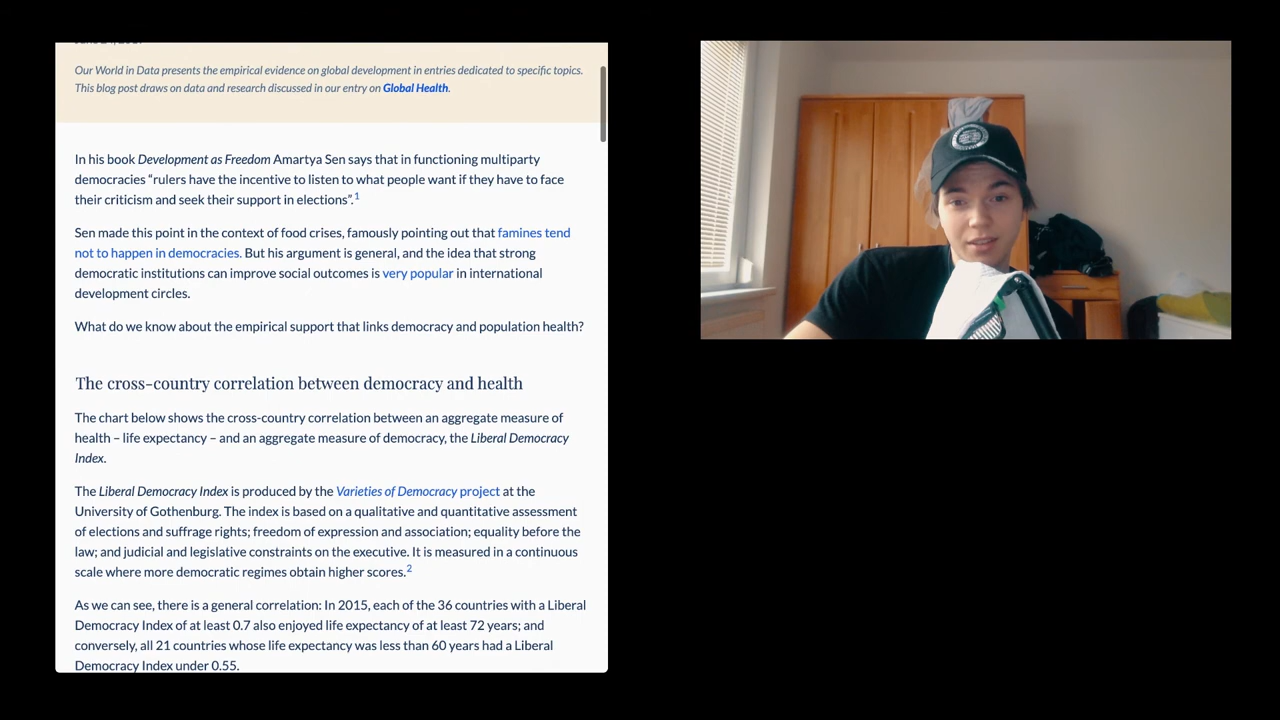 Our World in Data presents the empirical evidence on global development in entries dedicated to specific topics.
This blog post draws on data and research discussed in our entry on Global Health.
In his book Development as Freedom Amartya Sen says that in functioning multiparty
democracies “rulers have the incentive to listen to what people want if they have to face
their criticism and seek their support in elections”.1
Sen made this point in the context of food crises, famously pointing out that famines tend
not to happen in democracies. But his argument is general, and the idea that strong
democratic institutions can improve social outcomes is very popular in international
development circles.
What do we know about the empirical support that links democracy and population health?
The cross-country correlation between democracy and health
The chart below shows the cross-country correlation between an aggregate measure of
health – life expectancy – and an aggregate measure of democracy, the Liberal Democracy
Index.
The Liberal Democracy Index is produced by the Varieties of Democracy project at the
University of Gothenburg. The index is based on a qualitative and quantitative assessment
of elections and suffrage rights; freedom of expression and association; equality before the
law; and judicial and legislative constraints on the executive. It is measured in a continuous
scale where more democratic regimes obtain higher scores.2
As we can see, there is a general correlation: In 2015, each of the 36 countries with a Liberal
Democracy Index of at least 0.7 also enjoyed life expectancy of at least 72 years; and
conversely, all 21 countries whose life expectancy was less than 60 years had a Liberal
Democracy Index under 0.55.